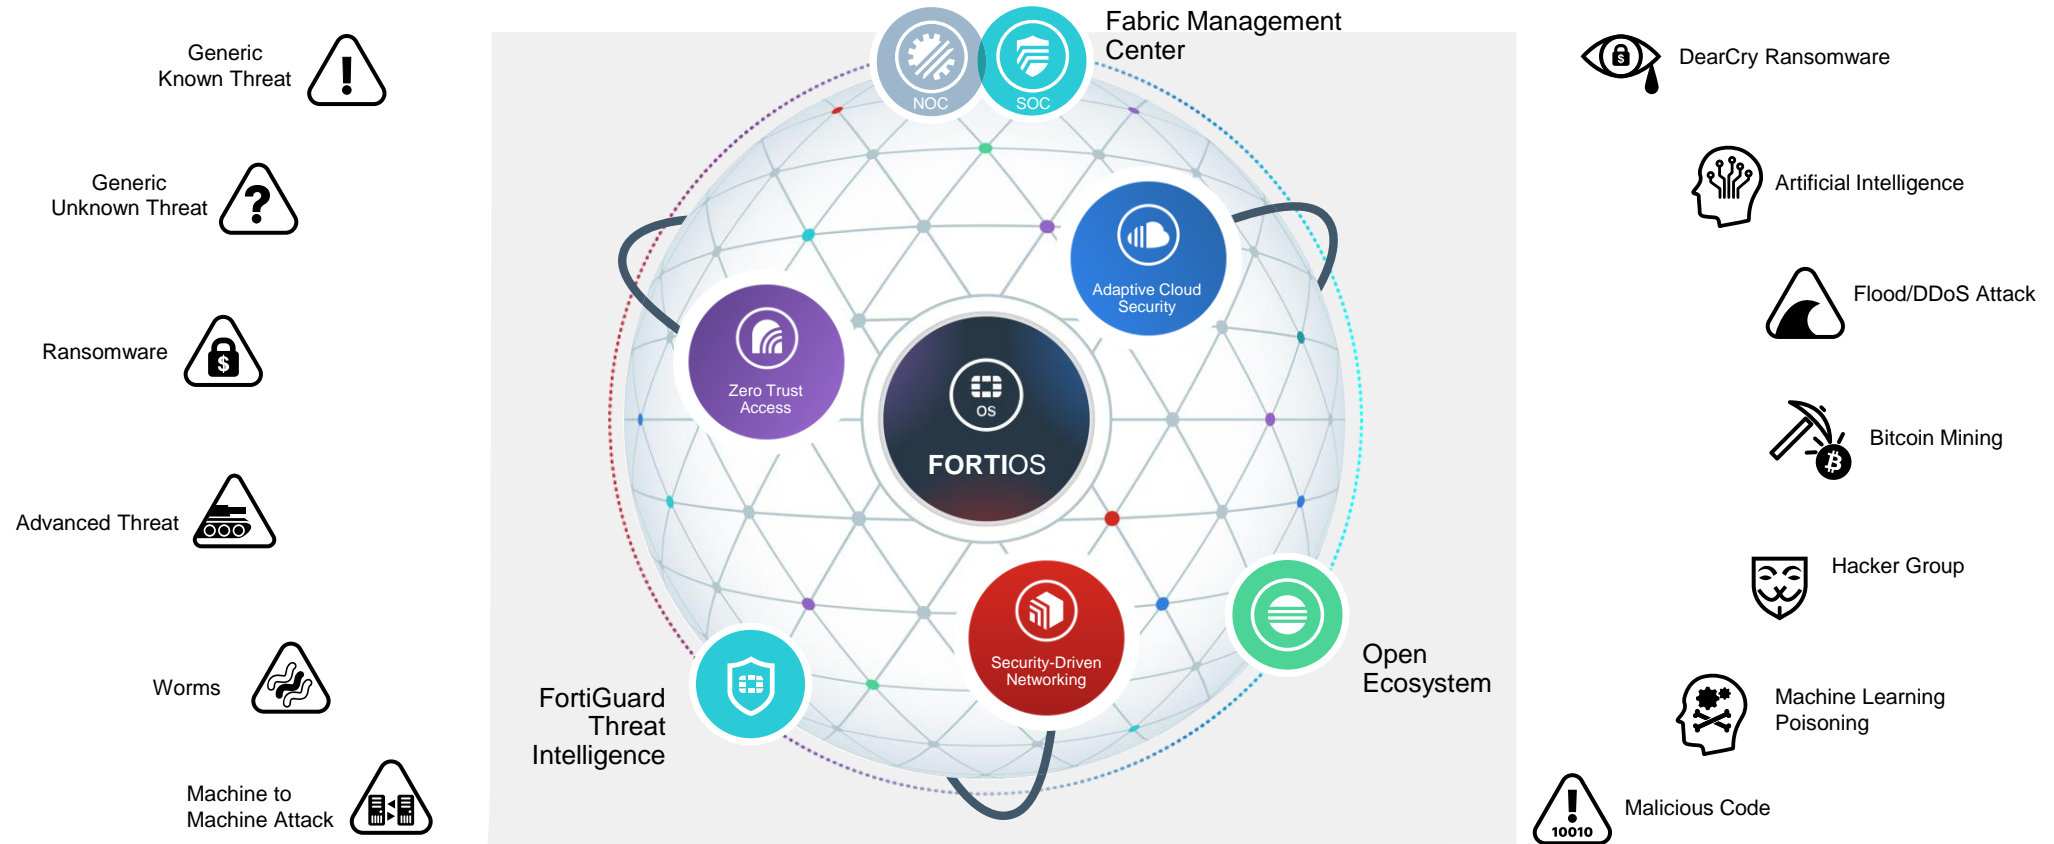 Generic
Known Threat
Generic
Unknown Threat
Ransomware
$
Advanced Threat
Worms
Machine to
Machine Attack
Fabric Management
Center
NOC
SOC
Adaptive Cloud
Security
Zero Trust
Access
OS
FORTIOS
Security-Driven
Networking
FortiGuard
Threat
Intelligence
Open
Ecosystem
$
DearCry Ransomware
Artificial Intelligence
Flood/DDoS Attack
Bitcoin Mining
Hacker Group
Machine Learning
Poisoning
10010
Malicious Code